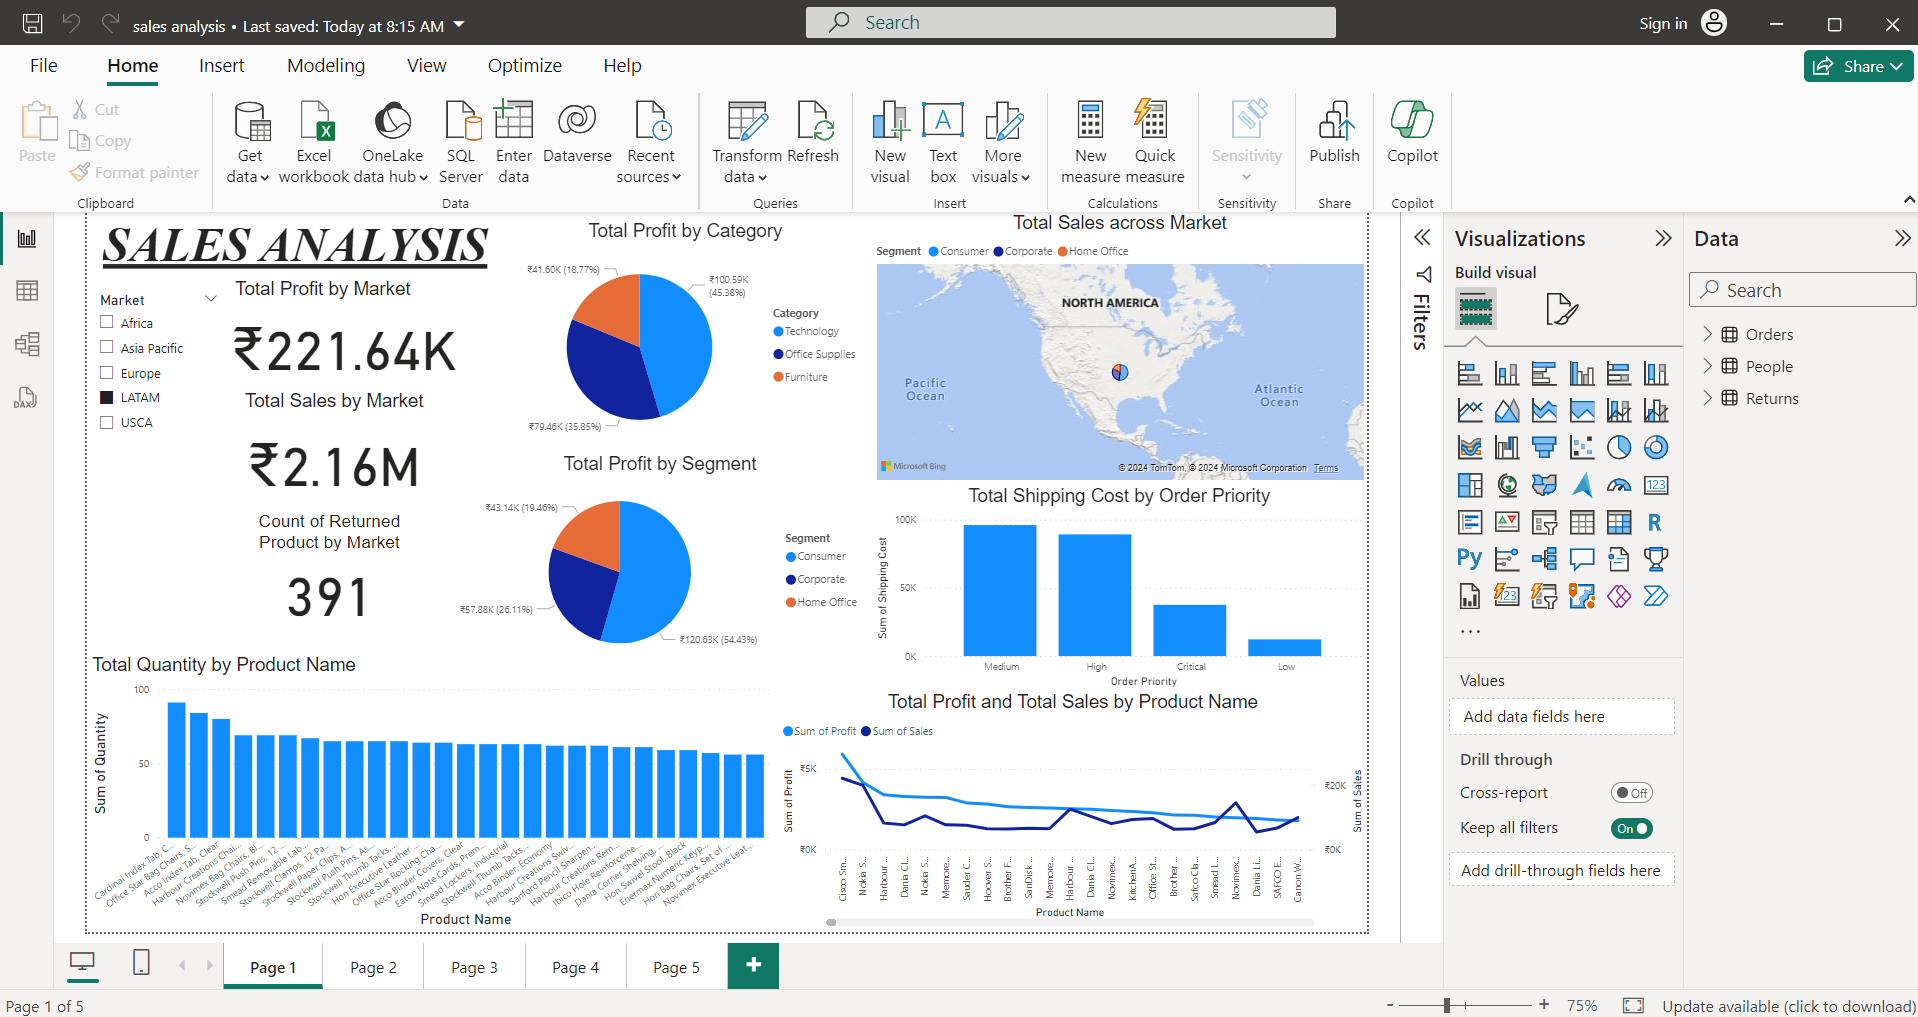 sales analysis • Last saved: Today at 8:15 AM
Search
Sign in
File Home Insert Modeling View Optimize Help
Share
Paste
Cut
Copy
Format painter
Clipboard
Get data
Excel workbook
OneLake data hub
SQL Server
Enter data
Dataverse
Recent sources
Data
Transform data
Refresh
Queries
New visual
Text box
More visuals
Insert
New measure
Quick measure
Calculations
Sensitivity
Sensitivity
Publish
Share
Copilot
Copilot
SALES ANALYSIS
Market
Africa
Asia Pacific
Europe
LATAM
USCA
Total Profit by Market
₹221.64K
Total Sales by Market
₹2.16M
Count of Returned
Product by Market
391
Total Profit by Category
₹41.60K (18.77%)
₹100.59K
(45.38%)
₹79.46K (35.85%)
Category
Technology
Office Supplies
Furniture
Total Profit by Segment
₹43.14K (19.46%)
₹57.88K (26.11%)
₹120.63K (54.43%)
Segment
Consumer
Corporate
Home Office
Total Sales across Market
Segment Consumer Corporate Home Office
NORTH AMERICA
Pacific
Ocean
Atlantic
Ocean
Microsoft Bing
© 2024 TomTom, © 2024 Microsoft Corporation Terms
Total Shipping Cost by Order Priority
Sum of Shipping Cost
100K
50K
0K
Medium High Critical Low
Order Priority
Total Quantity by Product Name
Sum of Quantity
100
50
0
Cardinal Index Tab, C...
Office Star Bag Chairs, S...
Acco Index Tab, Clear
Harbour Creations Chai...
Novimex Bag Chairs, Bl...
Stockwell Push Pins, 12 ...
Smead Removable Lab...
Stockwell Clamps, 12 Pa...
Stockwell Paper Clips, A...
Stockwell Push Pins, As...
Stockwell Thumb Tacks,...
Hon Executive Leather ...
Office Star Rocking Cha...
Acco Binder Covers, Clear
Eaton Note Cards, Prem...
Smead Lockers, Industrial
Stockwell Thumb Tacks,...
Acco Binder, Economy
Harbour Creations Swiv...
Sanford Pencil Sharpen...
Harbour Creations Rem...
Ibico Hole Reinforceme...
Dania Corner Shelving, ...
Hon Swivel Stool, Black
Enermax Numeric Keyp...
Hon Bag Chairs, Set of ...
Novimex Executive Leat...
Product Name
Total Profit and Total Sales by Product Name
Sum of Profit Sum of Sales
Sum of Profit
₹5K
₹0K
Sum of Sales
₹20K
₹0K
Cisco Sm...
Nokia S...
Harbour ...
Dania Cl...
Nokia S...
Memore...
Sauder C...
Hoover S...
Brother F...
SanDisk ...
Memore...
Harbour ...
Dania Cl...
Novimex...
KitchenA...
Office St...
Brother ...
Safco Cla...
Smead L...
Novimex...
Dania Li...
SAFCO E...
Canon W...
Product Name
Filters
Visualizations
Build visual
Values
Add data fields here
Drill through
Cross-report
Off
Keep all filters
On
Add drill-through fields here
Data
Search
Orders
People
Returns
Page 1 Page 2 Page 3 Page 4 Page 5
Page 1 of 5
75%
Update available (click to download)